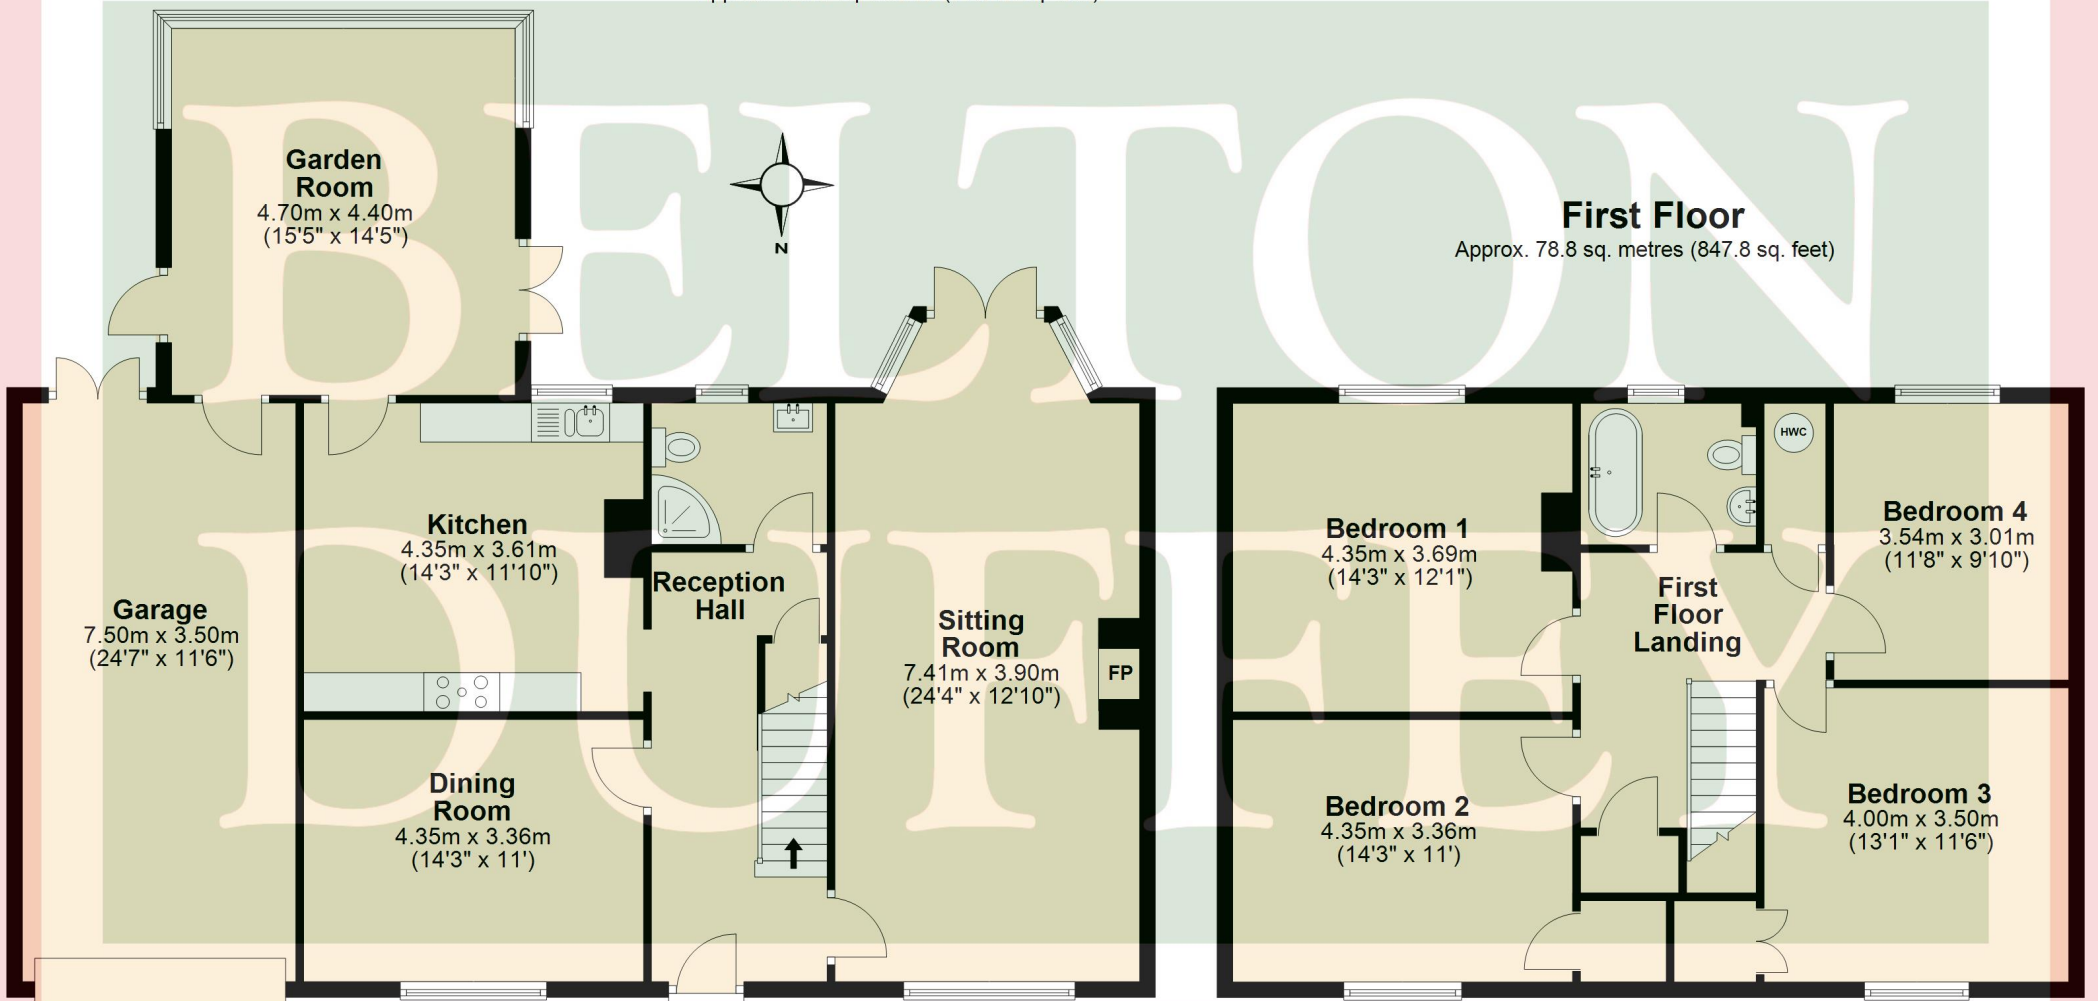 Garden
Room
4.70m x 4.40m
(15'5" x 14'5")
N
First Floor
Approx. 78.8 sq. metres (847.8 sq. feet)
BELTON
DUFFEY
Garage
7.50m x 3.50m
(24'7" x 11'6")
Kitchen
4.35m x 3.61m
(14'3" x 11'10")
Reception
Hall
Sitting
Room
7.41m x 3.90m
(24'4" x 12'10")
FP
Dining
Room
4.35m x 3.36m
(14'3" x 11')
Bedroom 1
4.35m x 3.69m
(14'3" x 12'1")
HWC
Bedroom 4
3.54m x 3.01m
(11'8" x 9'10")
First
Floor
Landing
Bedroom 2
4.35m x 3.36m
(14'3" x 11')
Bedroom 3
4.00m x 3.50m
(13'1" x 11'6")